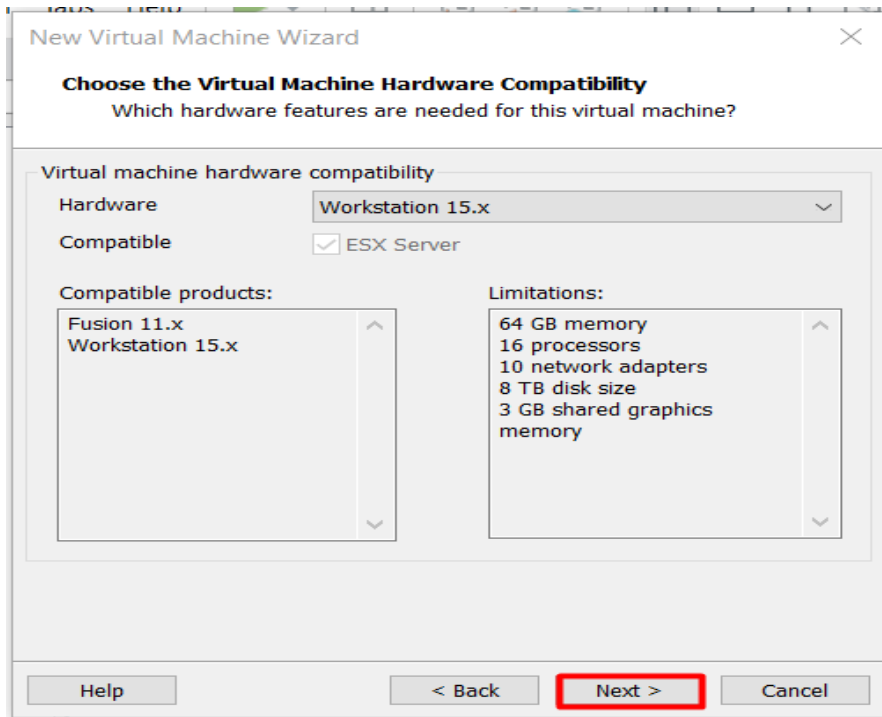 Tabs Help
New Virtual Machine Wizard
Choose the Virtual Machine Hardware Compatibility
Which hardware features are needed for this virtual machine?
Virtual machine hardware compatibility
Hardware
Workstation 15.x
Compatible
ESX Server
Compatible products:
Fusion 11.x
Workstation 15.x
Limitations:
64 GB memory
16 processors
10 network adapters
8 TB disk size
3 GB shared graphics
memory
Help
< Back
Next >
Cancel